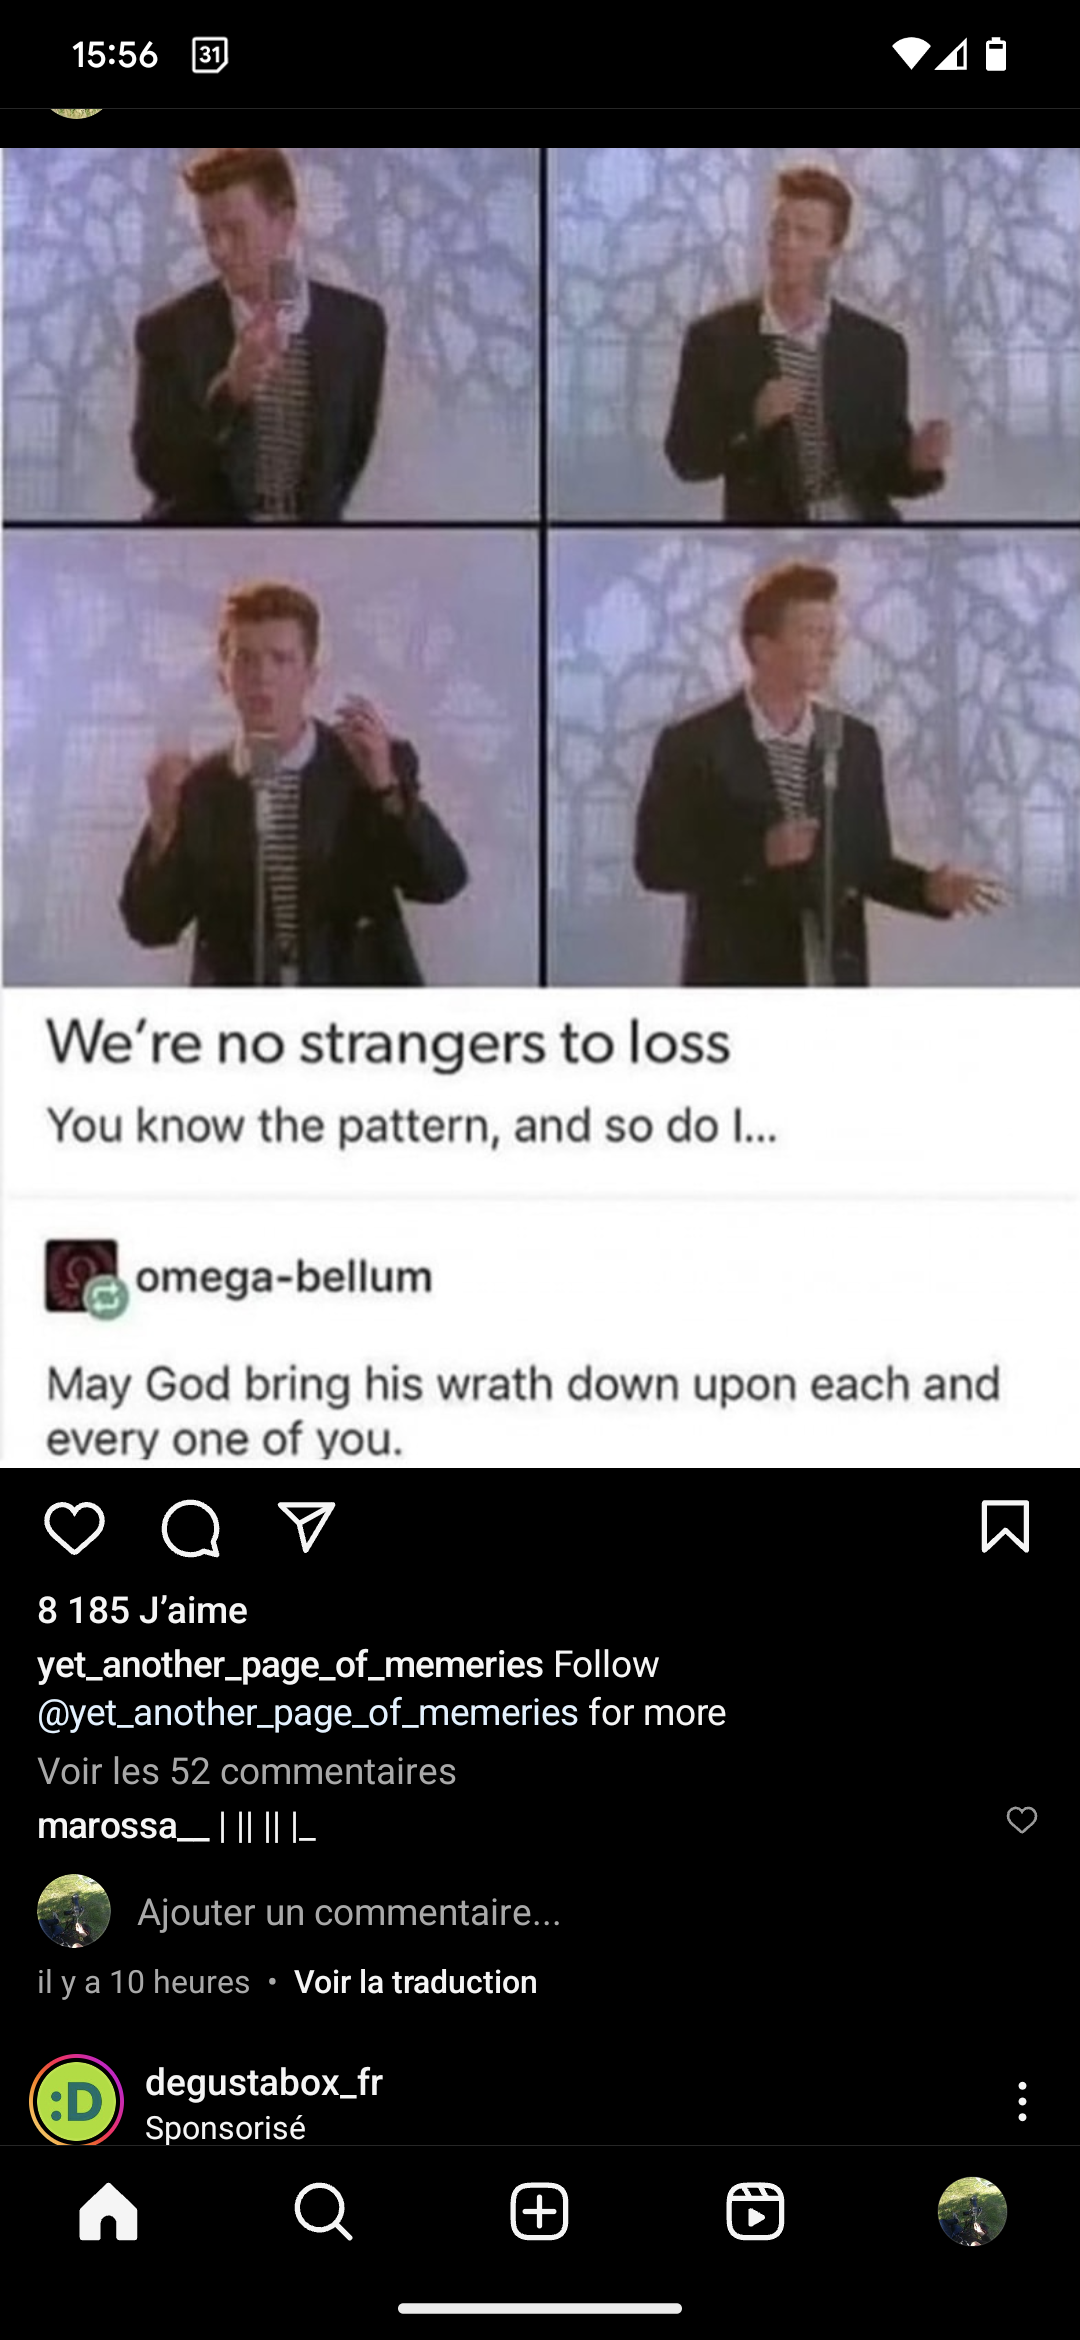 15:56
31
We're no strangers to loss
You know the pattern, and so do I...
omega-bellum
May God bring his wrath down upon each and
every one of you.
8 185 J’aime
yet_another_page_of_memeries Follow
@yet_another_page_of_memeries for more
Voir les 52 commentaires
marossa__ | || || |_
Ajouter un commentaire...
il y a 10 heures • Voir la traduction
:D
degustabox_fr
Sponsorisé